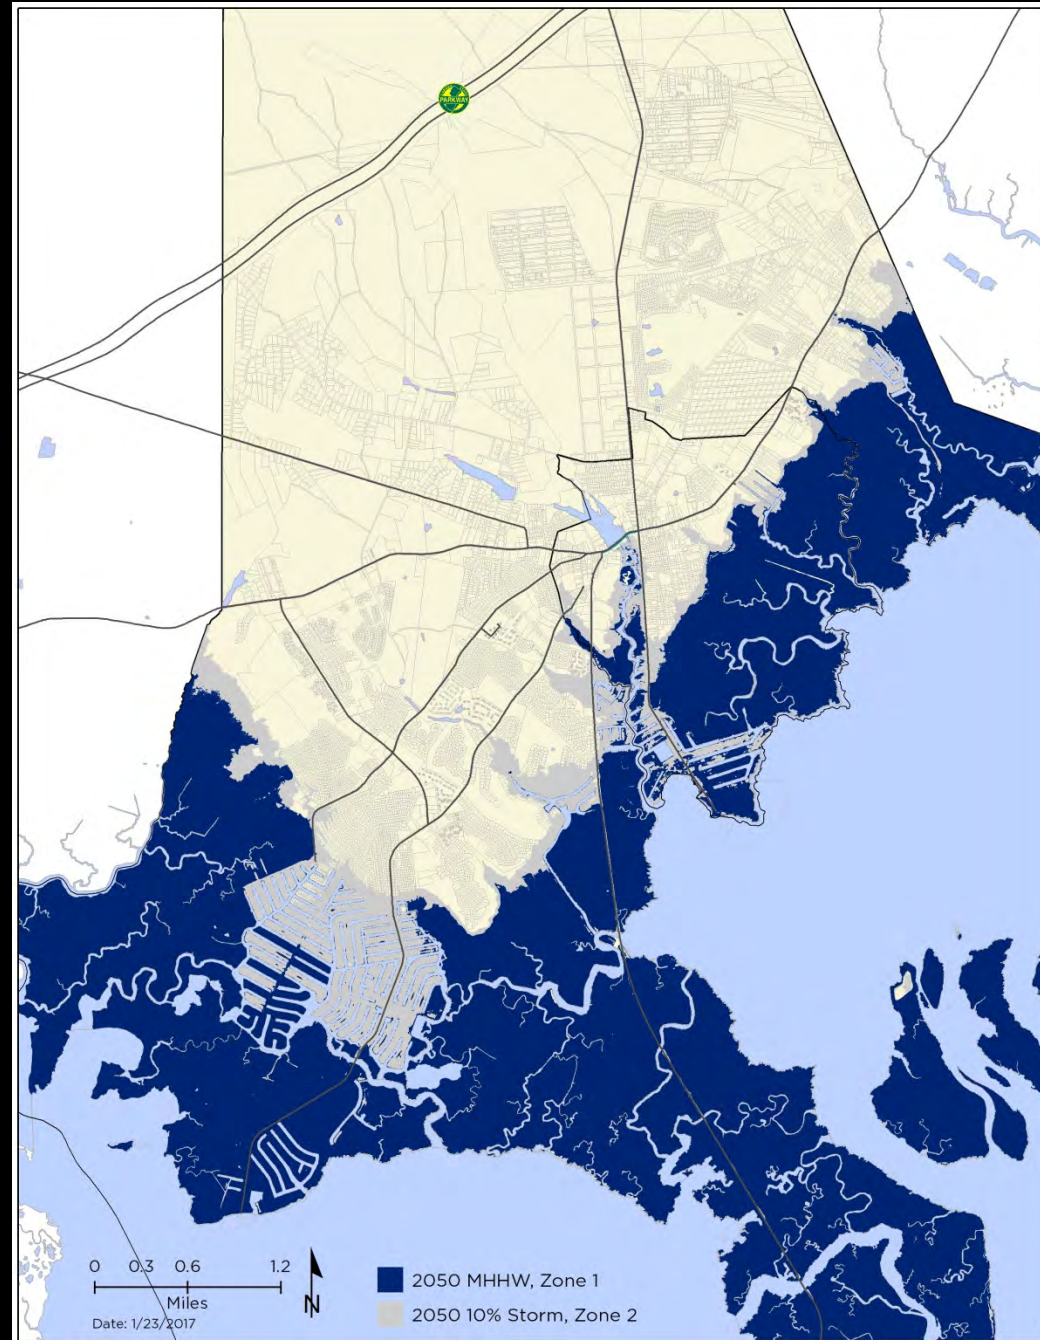 PARKWAY
0 0.3 0.6 1.2
Miles
N
Date: 1/23/2017
2050 MHHW, Zone 1
2050 10% Storm, Zone 2